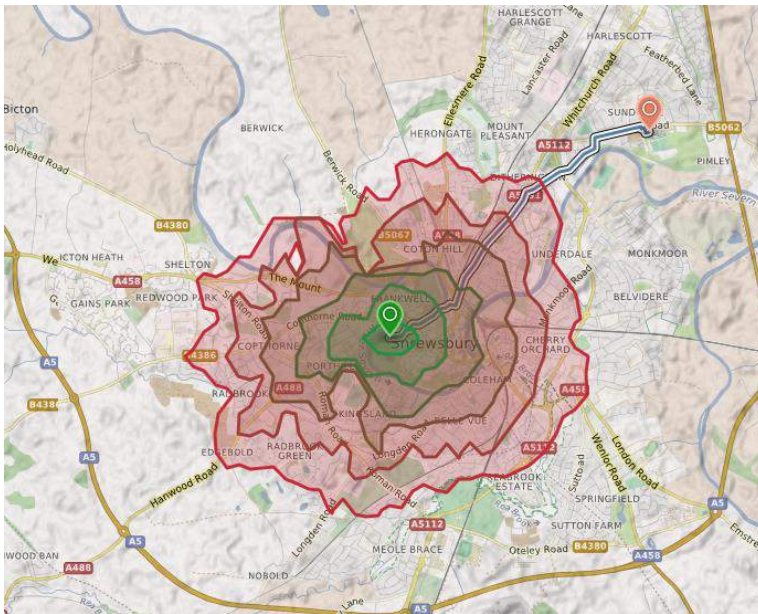 HARLESCOTT
GRANGE
Lane
HARLESCOTT
Lancaster Road
Featherbed Lane
Whitchurch Road
Ellesmere Road
Bicton
BERWICK
HERONGATE
MOUNT
PLEASANT
B5062
A5112
PIMLEY
Holyhead Road
Berwick Road
River Severn
B4380
B5067
COTON HILL
UNDERDALE
MONKMOOR
ICTON HEATH
SHELTON
A458
The Mount
FRANKWELL
Monkmoor Road
BELVIDERE
GAINS PARK
REDWOOD PARK
Shelton Road
Copthorne Road
Shrewsbury
COPTHORNE
CHERRY
ORCHARD
A5
B4386
PORTHILL
A488
RADBROOK
KINGSLAND
BELLE VUE
A458
EDGEBOLD
RADBROOK
GREEN
Roman Road
Longden Road
A5112
London Road
Wenlock Road
Hanwood Road
Roman Road
ESTATE
SPRINGFIELD
A5
Longden Road
A5112
SUTTON FARM
A5
MEOLE BRACE
Oteley Road
B4380
A458
A488
NOBOLD
Lane
A5